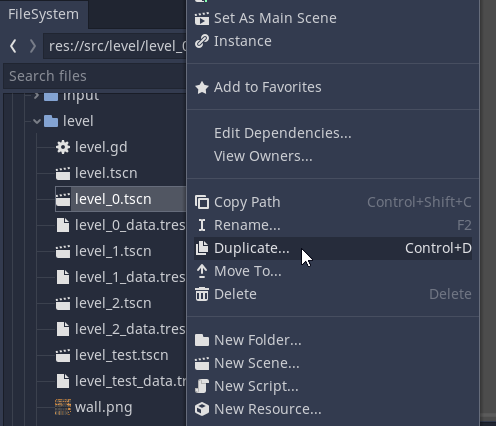 FileSystem
res://src/level/level_0
Search files
input
level
level.gd
level.tscn
level_0.tscn
level_0_data.tres
level_1.tscn
level_1_data.tres
level_2.tscn
level_2_data.tres
level_test.tscn
level_test_data.tr
wall.png
Set As Main Scene
Instance
Add to Favorites
Edit Dependencies...
View Owners...
Copy Path Control+Shift+C
Rename... F2
Duplicate... Control+D
Move To...
Delete Delete
New Folder...
New Scene...
New Script...
New Resource...